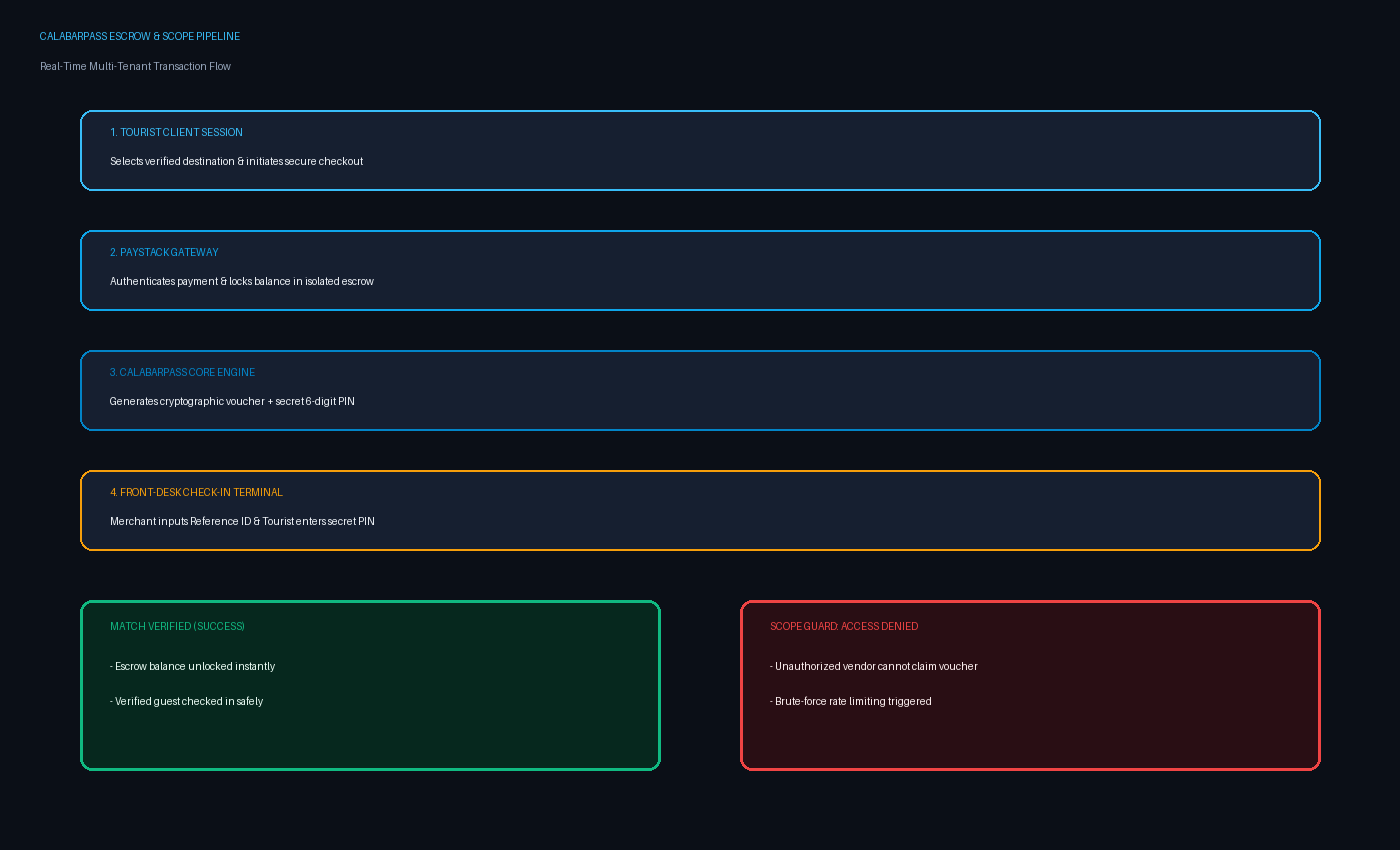 CALABARPASS ESCROW & SCOPE PIPELINE
Real-Time Multi-Tenant Transaction Flow
1. TOURIST CLIENT SESSION
Selects verified destination & initiates secure checkout
2. PAYSTACK GATEWAY
Authenticates payment & locks balance in isolated escrow
3. CALABARPASS CORE ENGINE
Generates cryptographic voucher + secret 6-digit PIN
4. FRONT-DESK CHECK-IN TERMINAL
Merchant inputs Reference ID & Tourist enters secret PIN
MATCH VERIFIED (SUCCESS)
- Escrow balance unlocked instantly
- Verified guest checked in safely
SCOPE GUARD: ACCESS DENIED
- Unauthorized vendor cannot claim voucher
- Brute-force rate limiting triggered